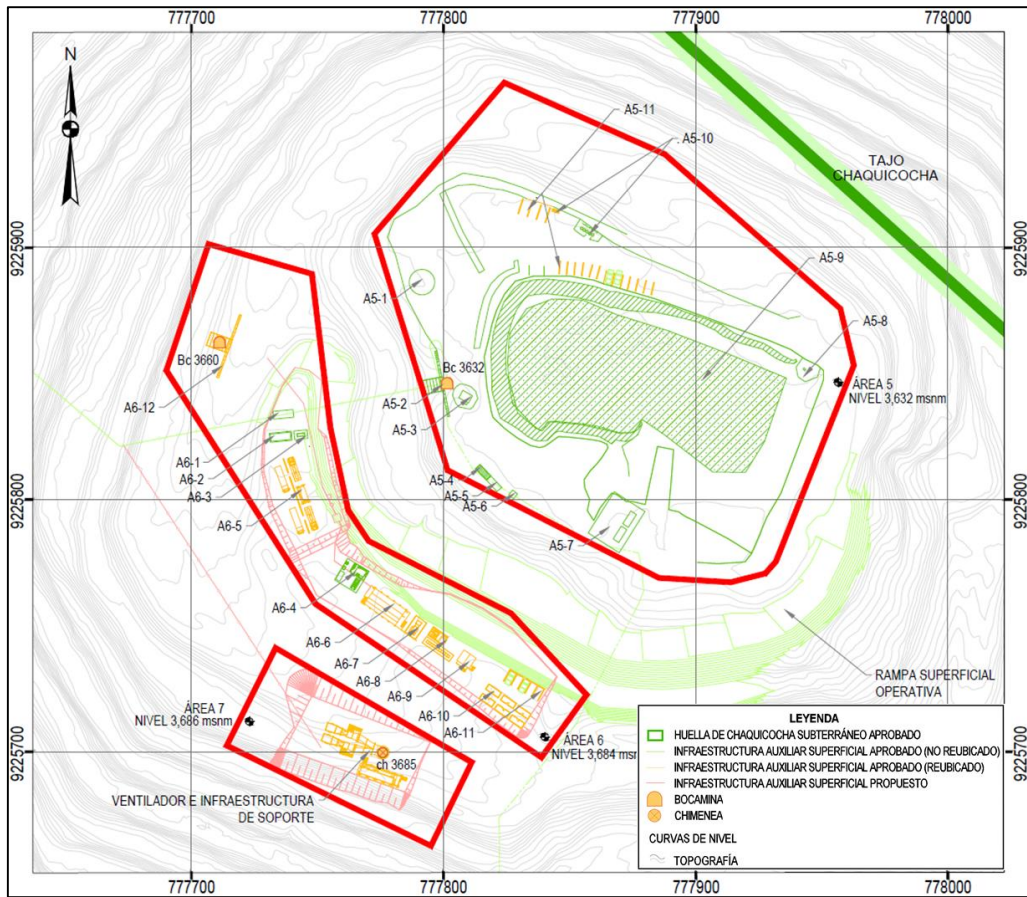 777700
777800
777900
778000
N
A5-11
A5-10
TAJO
CHAQUICOCHA
9225900
9225900
A5-9
A5-1
A5-8
Bc 3660
Bc 3632
A5-2
ÁREA 5
NIVEL 3,632 msnm
A6-12
A5-3
A6-1
A6-2
A6-3
A5-4
A5-5
A5-6
9225800
9225800
A6-5
A5-7
A6-4
A6-6
A6-7
A6-8
A6-9
A6-10
A6-11
RAMPA SUPERFICIAL
OPERATIVA
ÁREA 7
NIVEL 3,686 msnm
ÁREA 6
NIVEL 3,684 msr
9225700
9225700
ch 3685
VENTILADOR E INFRAESTRUCTURA
DE SOPORTE
LEYENDA
HUELLA DE CHAQUICOCHA SUBTERRÁNEO APROBADO
INFRAESTRUCTURA AUXILIAR SUPERFICIAL APROBADO (NO REUBICADO)
INFRAESTRUCTURA AUXILIAR SUPERFICIAL APROBADO (REUBICADO)
INFRAESTRUCTURA AUXILIAR SUPERFICIAL PROPUESTO
BOCAMINA
CHIMENEA
CURVAS DE NIVEL
TOPOGRAFÍA
777700
777800
777900
778000